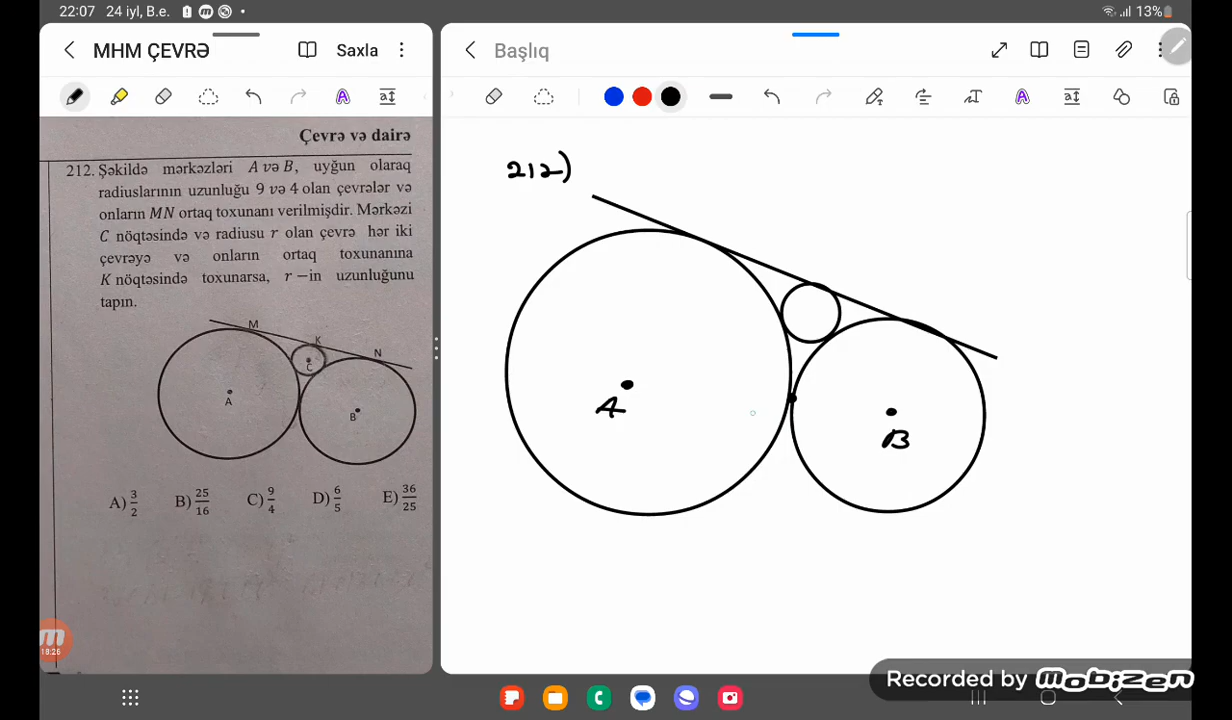 22:07 24 iyl, B.e.
13%
MHM ÇEVRƏ
Saxla
Başlıq
Çevrə və dairə
212. Şəkildə mərkəzləri A və B, uyğun olaraq
radiuslarının uzunluğu 9 və 4 olan çevrələr və
onların MN ortaq toxunanı verilmişdir. Mərkəzi
C nöqtəsində və radiusu r olan çevrə hər iki
çevrəyə və onların ortaq toxunanına
K nöqtəsində toxunarsa, r –in uzunluğunu
tapın.
M
K
C
N
A
B
A) 3/2 B) 25/16 C) 9/4 D) 6/5 E) 36/25
212)
A
B
18:26
Recorded by mobizen